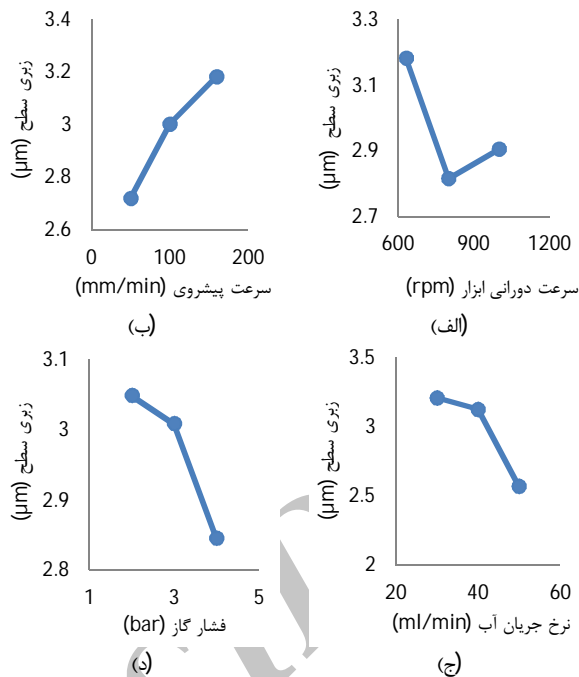 3.4
3.2
3
2.8
2.6
0
100
200
زبری سطح (µm)
سرعت پیشروی (mm/min)
(ب)
3.3
3.1
2.9
2.7
600
900
1200
زبری سطح (µm)
سرعت دورانی ابزار (rpm)
(الف)
3.1
3
2.9
2.8
1
3
5
زبری سطح (µm)
فشار گاز (bar)
(د)
3.5
3
2.5
2
20
40
60
زبری سطح (µm)
نرخ جریان آب (ml/min)
(ج)